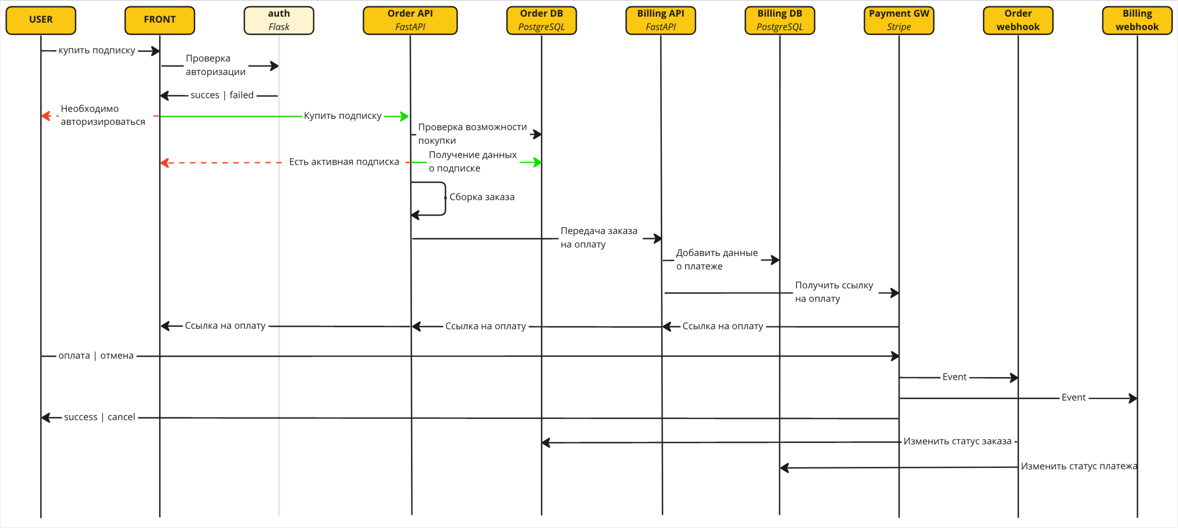 USER
FRONT
auth
Flask
Order API
FastAPI
Order DB
PostgreSQL
Billing API
FastAPI
Billing DB
PostgreSQL
Payment GW
Stripe
Order
webhook
Billing
webhook
купить подписку
Проверка
авторизации
succes | failed
Необходимо
авторизироваться
Купить подписку
Проверка возможности
покупки
Есть активная подписка
Получение данных
о подписке
Сборка заказа
Передача заказа
на оплату
Добавить данные
о платеже
Получить ссылку
на оплату
Ссылка на оплату
Ссылка на оплату
Ссылка на оплату
оплата | отмена
Event
Event
success | cancel
Изменить статус заказа
Изменить статус платежа